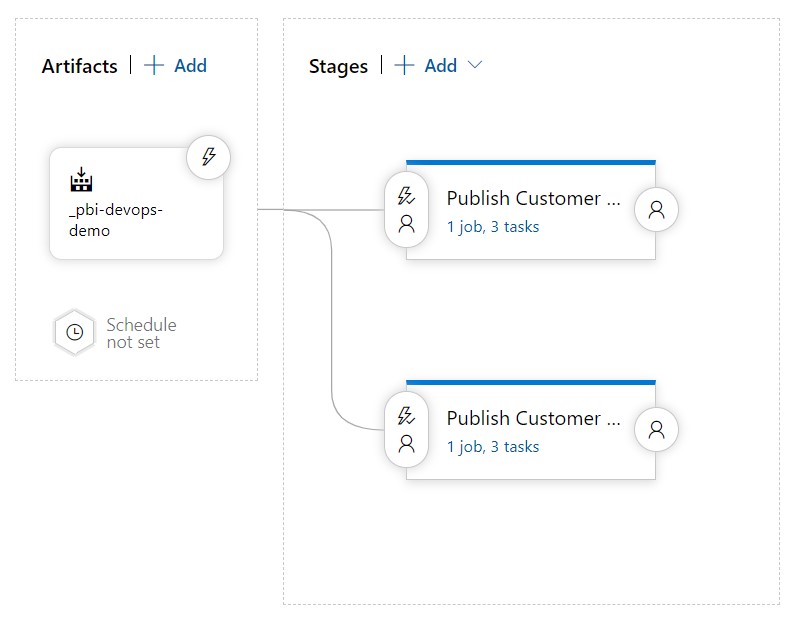 Artifacts | + Add
Stages | + Add
_pbi-devops-
demo
Schedule
not set
Publish Customer ...
1 job, 3 tasks
Publish Customer ...
1 job, 3 tasks